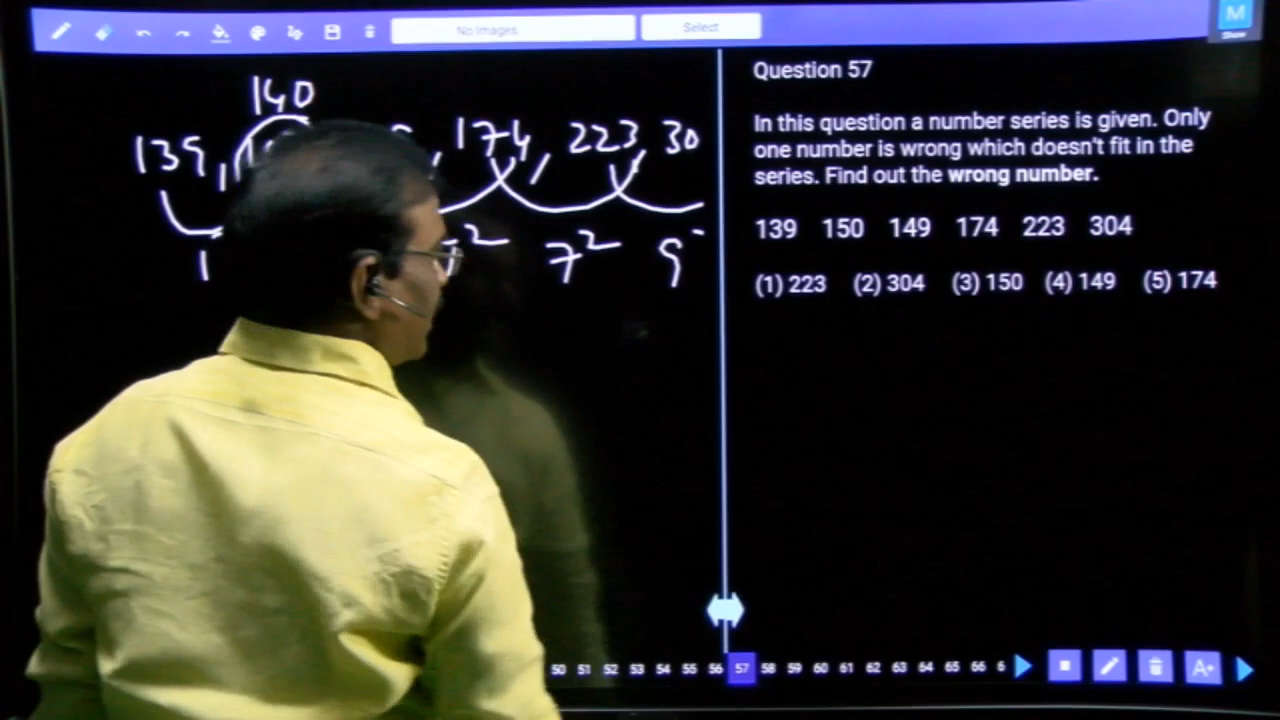 No Images Select
M
Show
140
139, 174, 223, 30
7² 9
Question 57
In this question a number series is given. Only
one number is wrong which doesn't fit in the
series. Find out the wrong number.
139 150 149 174 223 304
(1) 223 (2) 304 (3) 150 (4) 149 (5) 174
50 51 52 53 54 55 56 57 58 59 60 61 62 63 64 65 66 6
A+